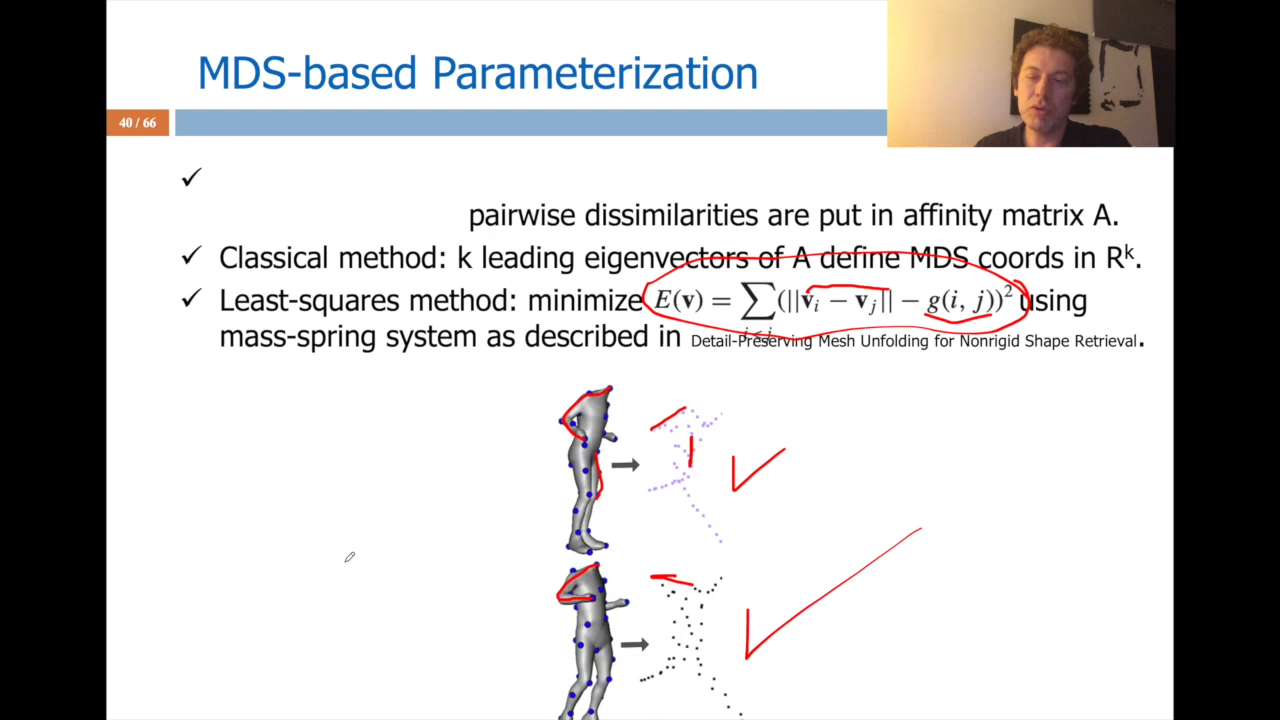 MDS-based Parameterization
40 / 66
✓
pairwise dissimilarities are put in affinity matrix A.
✓ Classical method: k leading eigenvectors of A define MDS coords in Rᵏ.
✓ Least-squares method: minimize E(v) = ∑(||vᵢ − vⱼ|| − g(i, j))² using
i < j
mass-spring system as described in Detail-Preserving Mesh Unfolding for Nonrigid Shape Retrieval.